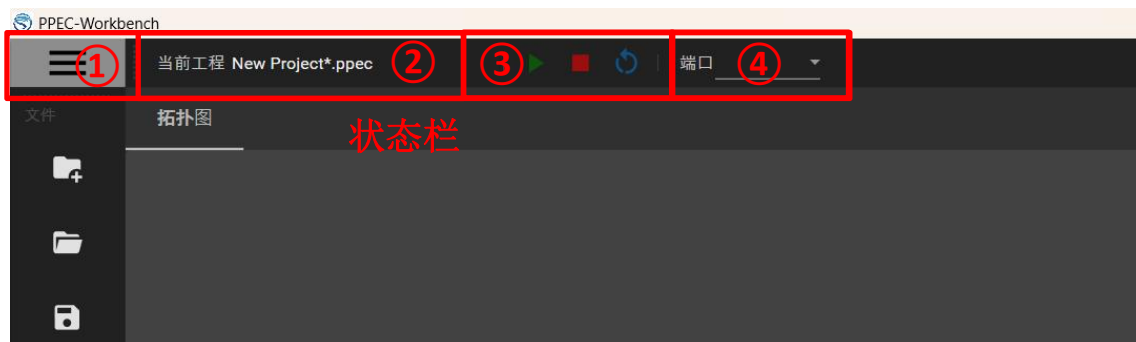 PPEC-Workbench
① 当前工程 New Project*.ppec ② ③ 端口 ④
文件 拓扑图
状态栏